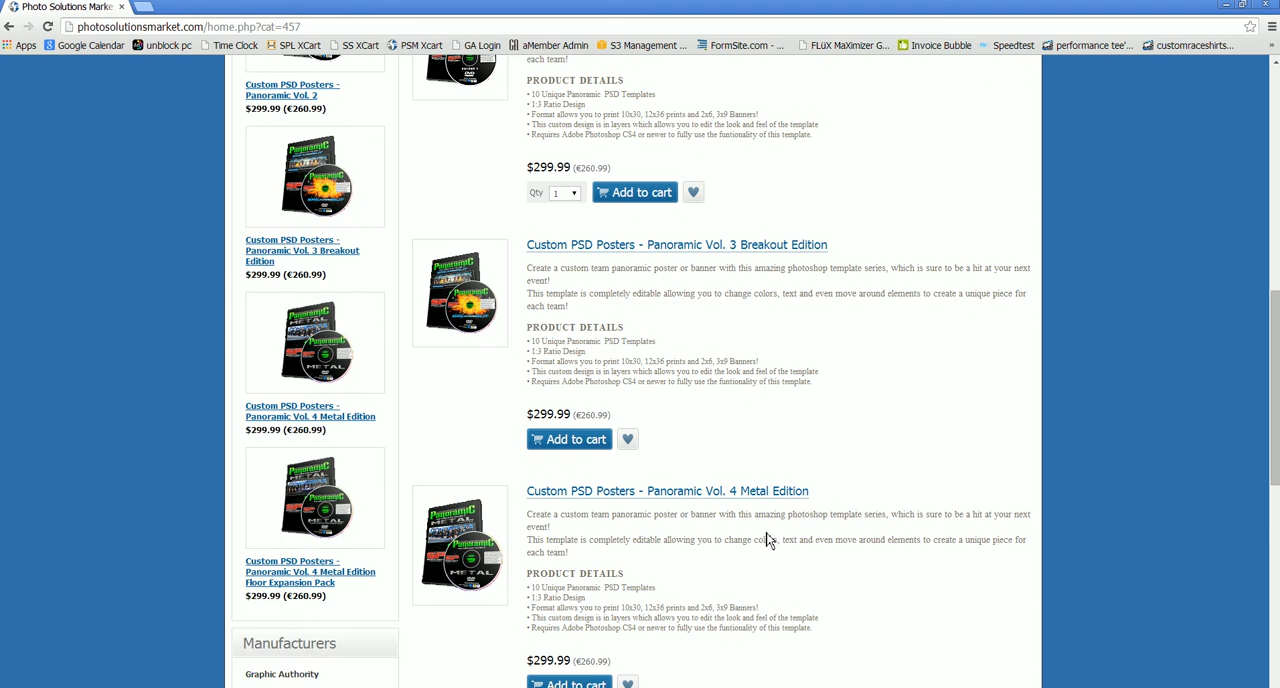 Photo Solutions Marke
photosolutionsmarket.com/home.php?cat=457
Apps Google Calendar unblock pc Time Clock SPL XCart SS XCart PSM Xcart GA Login aMember Admin S3 Management ... FormSite.com - ... FLüX MaXimizer G... Invoice Bubble Speedtest performance tee'... customraceshirts... »
Custom PSD Posters -
Panoramic Vol. 2
$299.99 (€260.99)
Custom PSD Posters -
Panoramic Vol. 3 Breakout
Edition
$299.99 (€260.99)
Custom PSD Posters -
Panoramic Vol. 4 Metal Edition
$299.99 (€260.99)
Custom PSD Posters -
Panoramic Vol. 4 Metal Edition
Floor Expansion Pack
$299.99 (€260.99)
Manufacturers
Graphic Authority
each team!
PRODUCT DETAILS
• 10 Unique Panoramic PSD Templates
• 1:3 Ratio Design
• Format allows you to print 10x30, 12x36 prints and 2x6, 3x9 Banners!
• This custom design is in layers which allows you to edit the look and feel of the template
• Requires Adobe Photoshop CS4 or newer to fully use the funtionality of this template.
$299.99 (€260.99)
Qty 1 Add to cart
Custom PSD Posters - Panoramic Vol. 3 Breakout Edition
Create a custom team panoramic poster or banner with this amazing photoshop template series, which is sure to be a hit at your next
event!
This template is completely editable allowing you to change colors, text and even move around elements to create a unique piece for
each team!
PRODUCT DETAILS
• 10 Unique Panoramic PSD Templates
• 1:3 Ratio Design
• Format allows you to print 10x30, 12x36 prints and 2x6, 3x9 Banners!
• This custom design is in layers which allows you to edit the look and feel of the template
• Requires Adobe Photoshop CS4 or newer to fully use the funtionality of this template.
$299.99 (€260.99)
Add to cart
Custom PSD Posters - Panoramic Vol. 4 Metal Edition
Create a custom team panoramic poster or banner with this amazing photoshop template series, which is sure to be a hit at your next
event!
This template is completely editable allowing you to change colors, text and even move around elements to create a unique piece for
each team!
PRODUCT DETAILS
• 10 Unique Panoramic PSD Templates
• 1:3 Ratio Design
• Format allows you to print 10x30, 12x36 prints and 2x6, 3x9 Banners!
• This custom design is in layers which allows you to edit the look and feel of the template
• Requires Adobe Photoshop CS4 or newer to fully use the funtionality of this template.
$299.99 (€260.99)
Add to cart